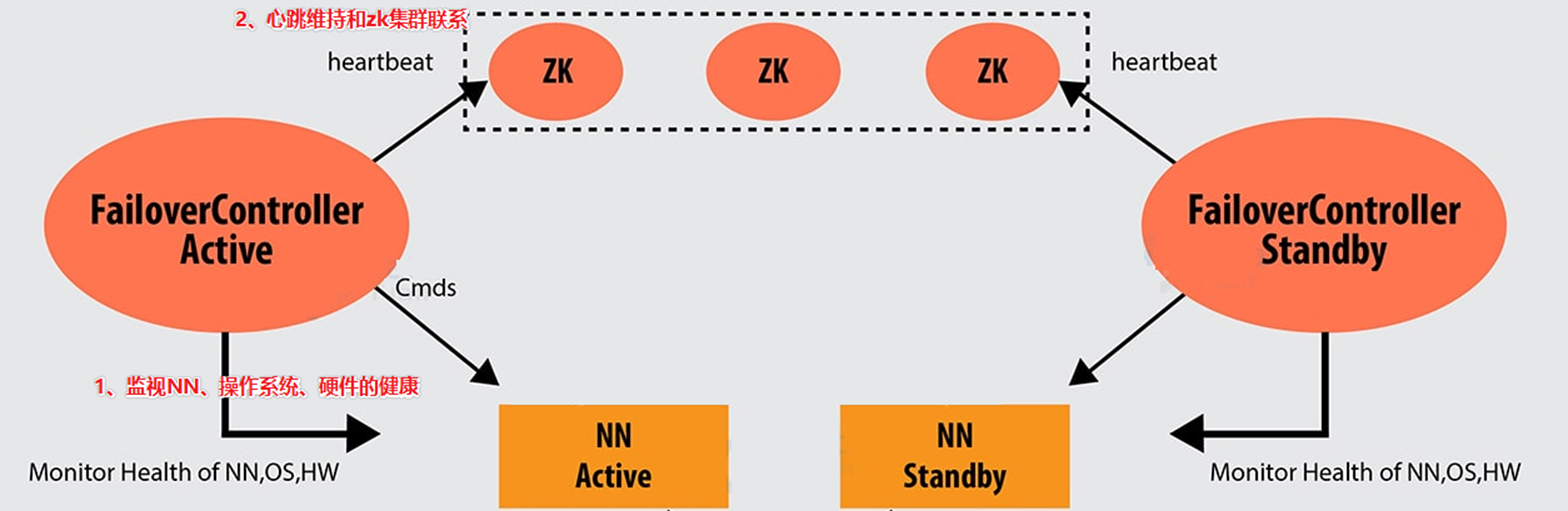 2、心跳维持和zk集群联系
heartbeat
ZK
ZK
ZK
heartbeat
FailoverController
Active
FailoverController
Standby
Cmds
1、监视NN、操作系统、硬件的健康
NN
Active
NN
Standby
Monitor Health of NN,OS,HW
Monitor Health of NN,OS,HW